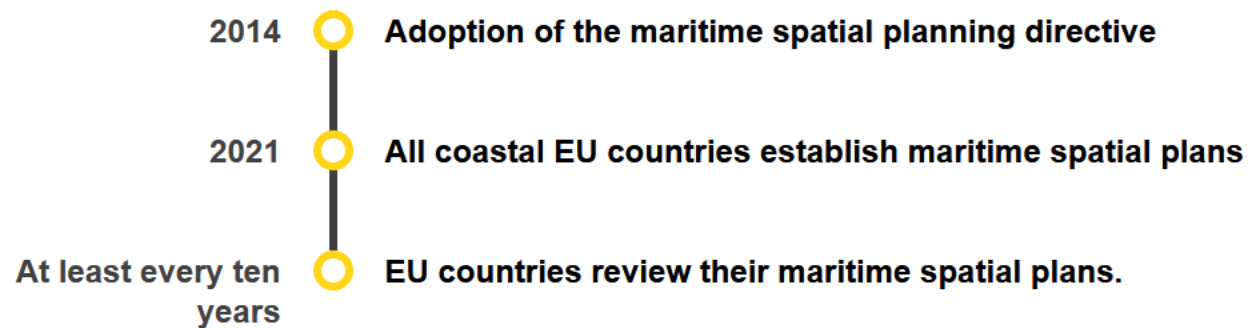 2014 Adoption of the maritime spatial planning directive
2021 All coastal EU countries establish maritime spatial plans
At least every ten EU countries review their maritime spatial plans.
years